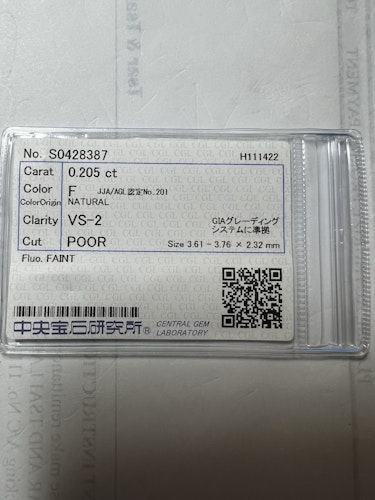 No. S0428387 H111422
Carat 0.205 ct
Color F JJA/AGL認定No.201
ColorOrigin NATURAL
Clarity VS-2 GIAグレーディング
システムに準拠
Cut POOR Size 3.61 - 3.76 × 2.32 mm
Fluo. FAINT
中央宝石研究所® CENTRAL GEM
LABORATORY